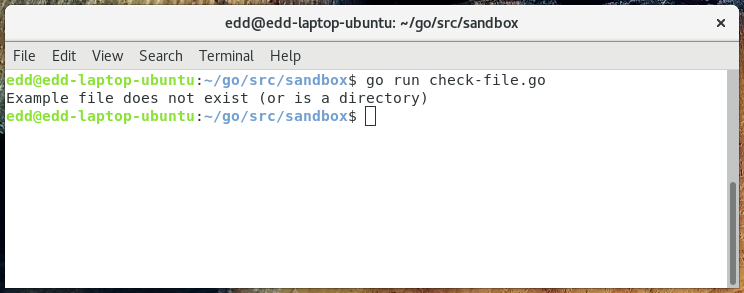 edd@edd-laptop-ubuntu: ~/go/src/sandbox
File Edit View Search Terminal Help
edd@edd-laptop-ubuntu:~/go/src/sandbox$ go run check-file.go
Example file does not exist (or is a directory)
edd@edd-laptop-ubuntu:~/go/src/sandbox$